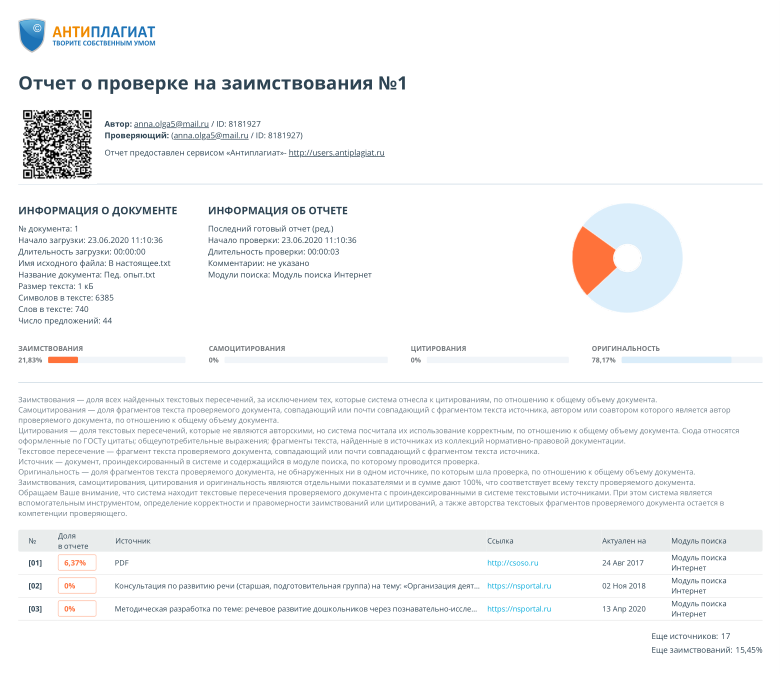 ©
АНТИПЛАГИАТ
ТВОРИТЕ СОБСТВЕННЫМ УМОМ
Отчет о проверке на заимствования №1
Автор: anna.olga5@mail.ru / ID: 8181927
Проверяющий: (anna.olga5@mail.ru / ID: 8181927)
Отчет предоставлен сервисом «Антиплагиат»- http://users.antiplagiat.ru
ИНФОРМАЦИЯ О ДОКУМЕНТЕ
№ документа: 1
Начало загрузки: 23.06.2020 11:10:36
Длительность загрузки: 00:00:00
Имя исходного файла: В настоящее.txt
Название документа: Пед. опыт.txt
Размер текста: 1 кБ
Cимволов в тексте: 6385
Слов в тексте: 740
Число предложений: 44
ИНФОРМАЦИЯ ОБ ОТЧЕТЕ
Последний готовый отчет (ред.)
Начало проверки: 23.06.2020 11:10:36
Длительность проверки: 00:00:03
Комментарии: не указано
Модули поиска: Модуль поиска Интернет
ЗАИМСТВОВАНИЯ
21,83%
САМОЦИТИРОВАНИЯ
0%
ЦИТИРОВАНИЯ
0%
ОРИГИНАЛЬНОСТЬ
78,17%
Заимствования — доля всех найденных текстовых пересечений, за исключением тех, которые система отнесла к цитированиям, по отношению к общему объему документа.
Самоцитирования — доля фрагментов текста проверяемого документа, совпадающий или почти совпадающий с фрагментом текста источника, автором или соавтором которого является автор
проверяемого документа, по отношению к общему объему документа.
Цитирования — доля текстовых пересечений, которые не являются авторскими, но система посчитала их использование корректным, по отношению к общему объему документа. Сюда относятся
оформленные по ГОСТу цитаты; общеупотребительные выражения; фрагменты текста, найденные в источниках из коллекций нормативно-правовой документации.
Текстовое пересечение — фрагмент текста проверяемого документа, совпадающий или почти совпадающий с фрагментом текста источника.
Источник — документ, проиндексированный в системе и содержащийся в модуле поиска, по которому проводится проверка.
Оригинальность — доля фрагментов текста проверяемого документа, не обнаруженных ни в одном источнике, по которым шла проверка, по отношению к общему объему документа.
Заимствования, самоцитирования, цитирования и оригинальность являются отдельными показателями и в сумме дают 100%, что соответствует всему тексту проверяемого документа.
Обращаем Ваше внимание, что система находит текстовые пересечения проверяемого документа с проиндексированными в системе текстовыми источниками. При этом система является
вспомогательным инструментом, определение корректности и правомерности заимствований или цитирований, а также авторства текстовых фрагментов проверяемого документа остается в
компетенции проверяющего.
№ Доля в отчете Источник Ссылка Актуален на Модуль поиска
[01] 6,37% PDF http://csoso.ru 24 Авг 2017 Модуль поиска Интернет
[02] 0% Консультация по развитию речи (старшая, подготовительная группа) на тему: «Организация деят... https://nsportal.ru 02 Ноя 2018 Модуль поиска Интернет
[03] 0% Методическая разработка по теме: речевое развитие дошкольников через познавательно-иссле... https://nsportal.ru 13 Апр 2020 Модуль поиска Интернет
Еще источников: 17
Еще заимствований: 15,45%